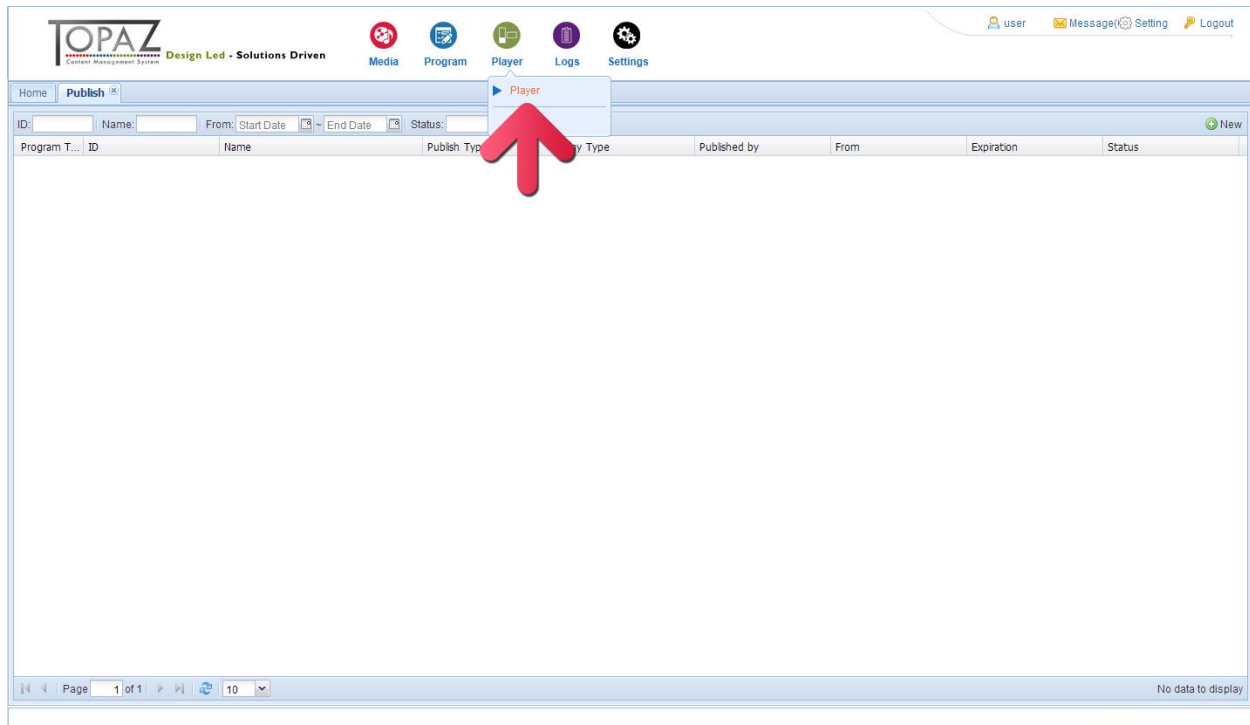 TOPAZ
Content Management System
Design Led - Solutions Driven
Media Program Player Logs Settings
user Message( Setting Logout
Home Publish
Player
ID: Name: From: Start Date ~ End Date Status: New
Program T... ID Name Publish Typ y Type Published by From Expiration Status
Page 1 of 1 10 No data to display